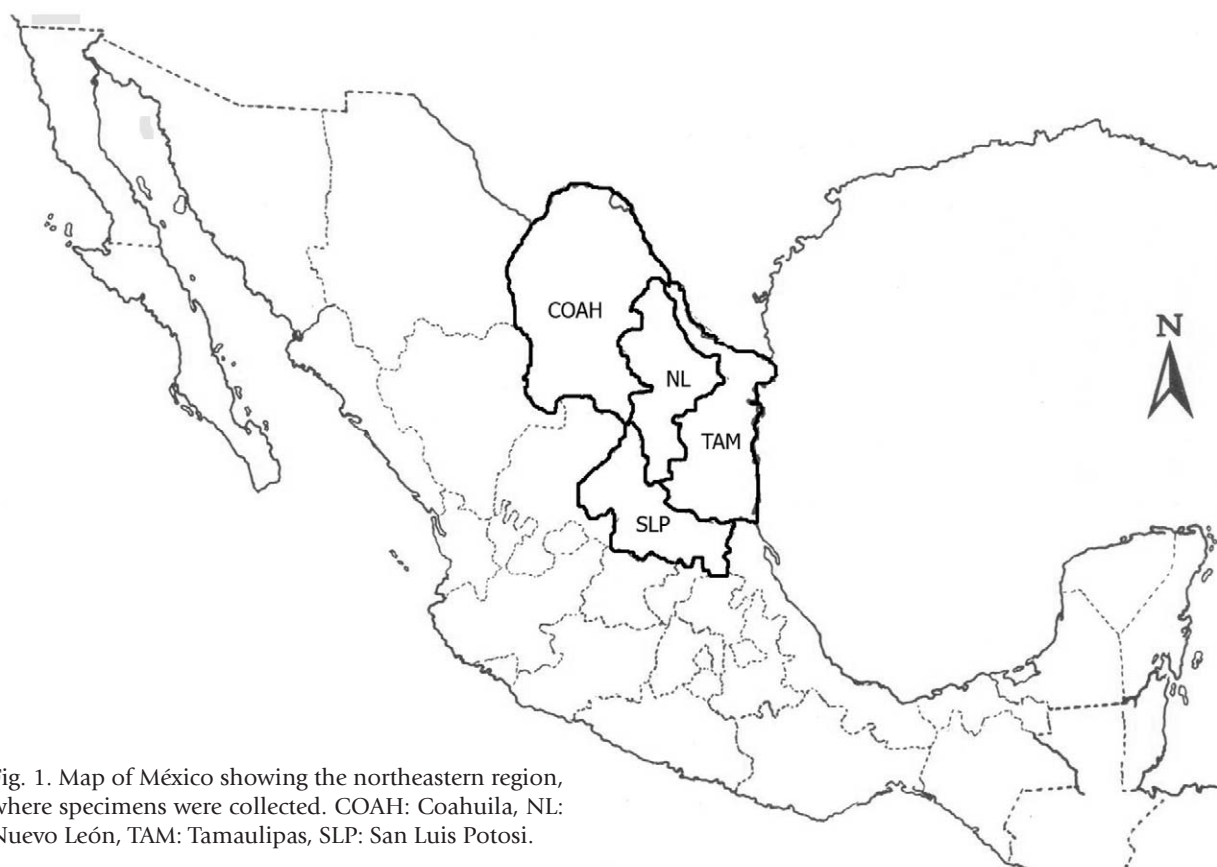 COAH
N
NL
TAM
SLP
Fig. 1. Map of México showing the northeastern region,
where specimens were collected. COAH: Coahuila, NL:
Nuevo León, TAM: Tamaulipas, SLP: San Luis Potosi.